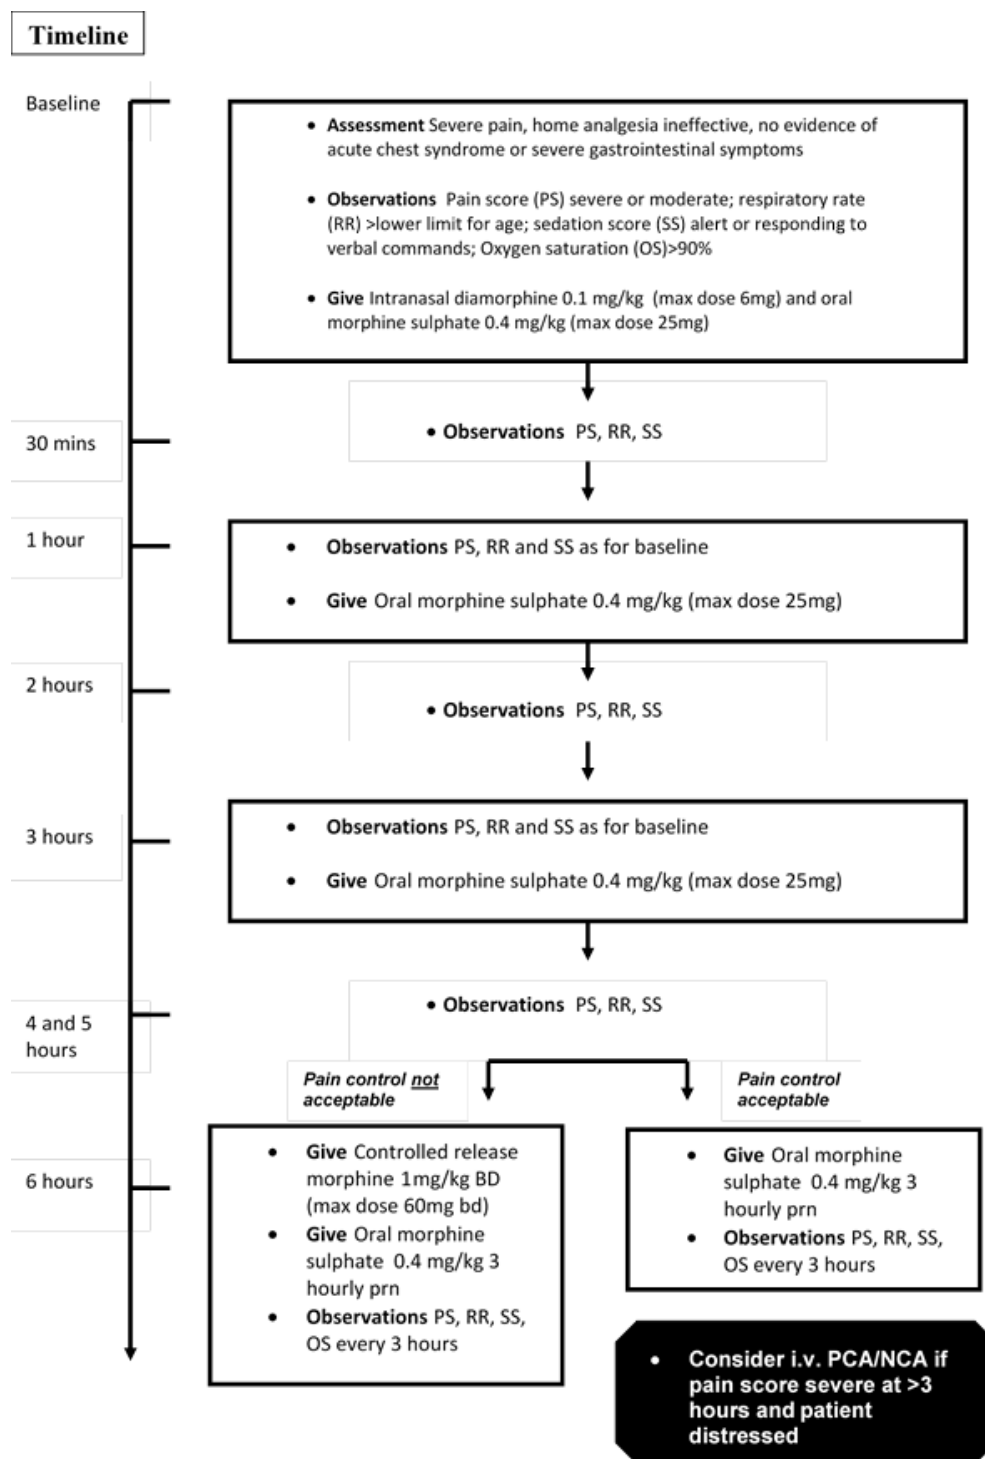 Timeline
Baseline
• Assessment Severe pain, home analgesia ineffective, no evidence of
acute chest syndrome or severe gastrointestinal symptoms
• Observations Pain score (PS) severe or moderate; respiratory rate
(RR) >lower limit for age; sedation score (SS) alert or responding to
verbal commands; Oxygen saturation (OS)>90%
• Give Intranasal diamorphine 0.1 mg/kg (max dose 6mg) and oral
morphine sulphate 0.4 mg/kg (max dose 25mg)
30 mins
• Observations PS, RR, SS
1 hour
• Observations PS, RR and SS as for baseline
• Give Oral morphine sulphate 0.4 mg/kg (max dose 25mg)
2 hours
• Observations PS, RR, SS
3 hours
• Observations PS, RR and SS as for baseline
• Give Oral morphine sulphate 0.4 mg/kg (max dose 25mg)
4 and 5
hours
• Observations PS, RR, SS
Pain control not
acceptable
Pain control
acceptable
6 hours
• Give Controlled release
morphine 1mg/kg BD
(max dose 60mg bd)
• Give Oral morphine
sulphate 0.4 mg/kg 3
hourly prn
• Observations PS, RR, SS,
OS every 3 hours
• Give Oral morphine
sulphate 0.4 mg/kg 3
hourly prn
• Observations PS, RR, SS,
OS every 3 hours
• Consider i.v. PCA/NCA if
pain score severe at >3
hours and patient
distressed